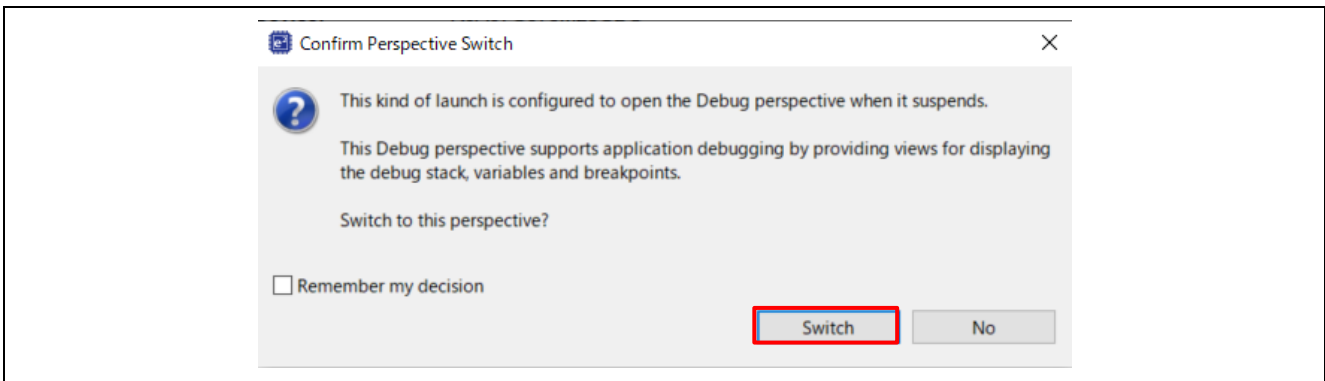 Confirm Perspective Switch
This kind of launch is configured to open the Debug perspective when it suspends.
This Debug perspective supports application debugging by providing views for displaying
the debug stack, variables and breakpoints.
Switch to this perspective?
Remember my decision
Switch
No